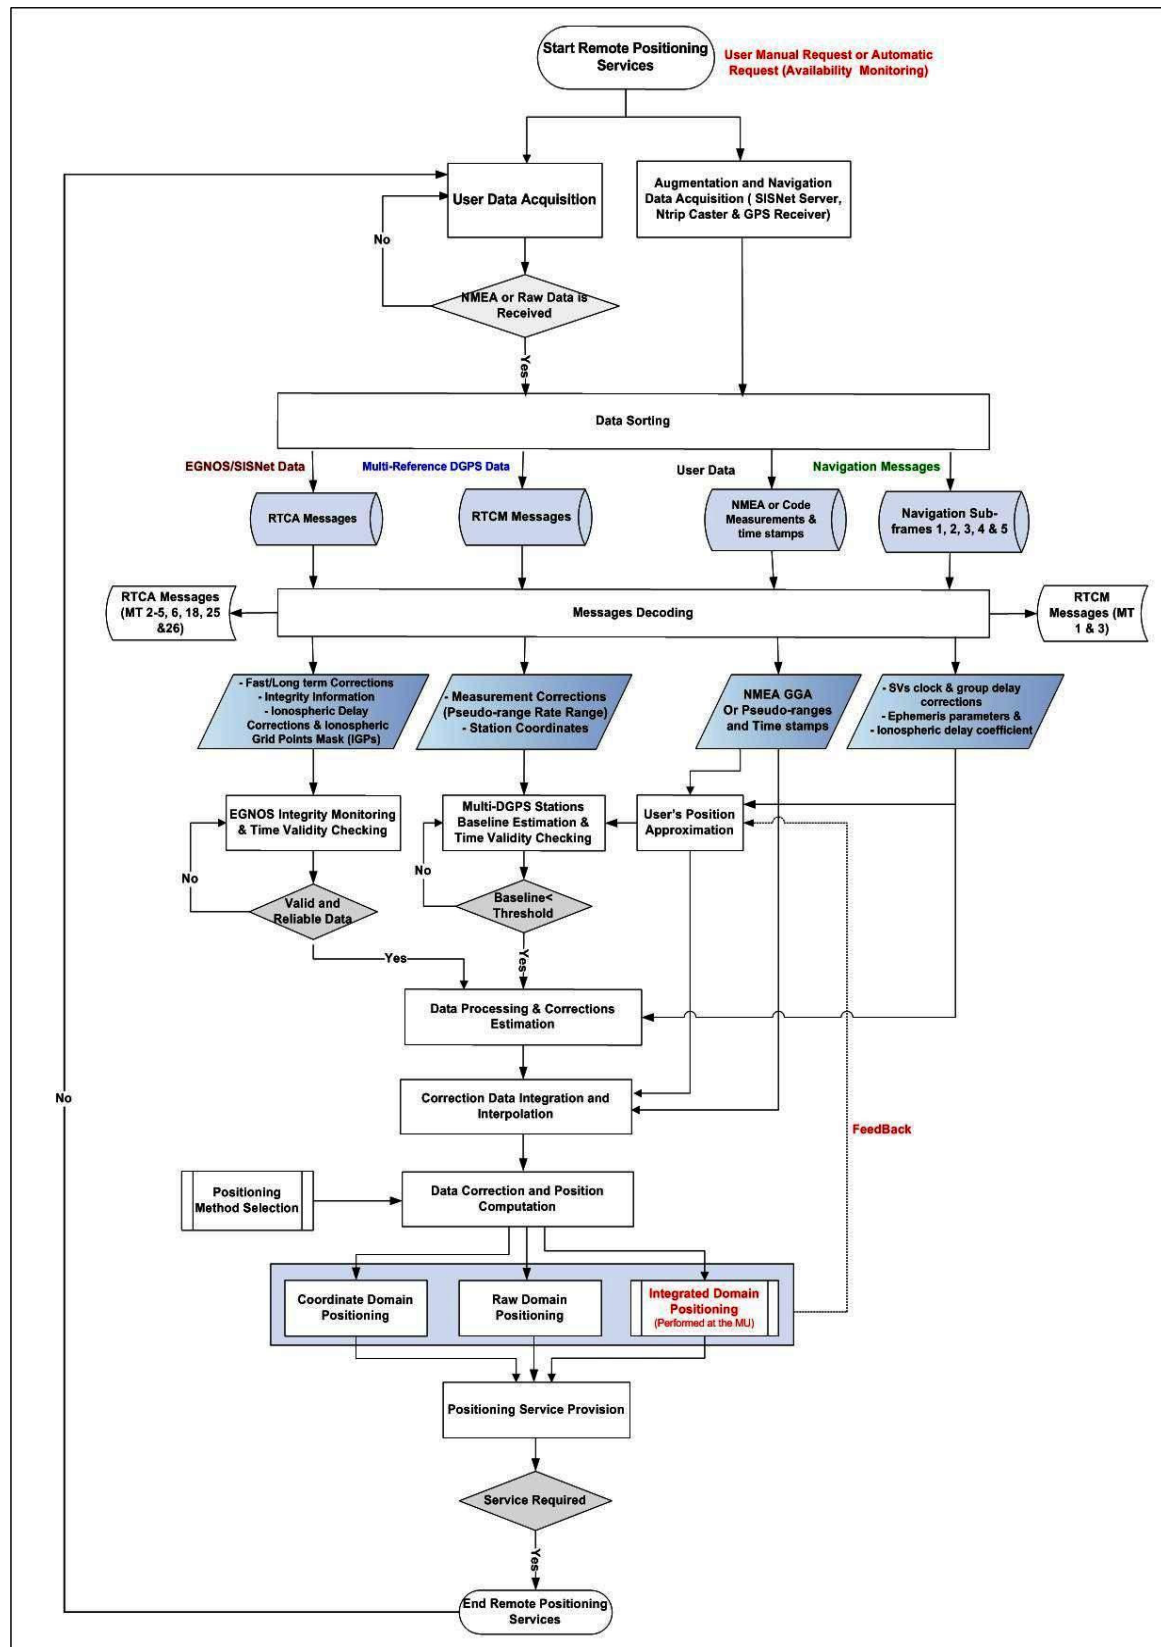 Start Remote Positioning
Services
User Manual Request or Automatic
Request (Availability Monitoring)
User Data Acquisition
Augmentation and Navigation
Data Acquisition ( SISNet Server,
Ntrip Caster & GPS Receiver)
No
NMEA or Raw Data is
Received
Yes
Data Sorting
EGNOS/SISNet Data
Multi-Reference DGPS Data
User Data
Navigation Messages
RTCA Messages
RTCM Messages
NMEA or Code
Measurements &
time stamps
Navigation Sub-
frames 1, 2, 3, 4 & 5
RTCA Messages
(MT 2-5, 6, 18, 25
&26)
Messages Decoding
RTCM
Messages (MT
1 & 3)
- Fast/Long term Corrections
- Integrity Information
- Ionospheric Delay
Corrections & Ionospheric
Grid Points Mask (IGPs)
- Measurement Corrections
(Pseudo-range Rate Range)
- Station Coordinates
NMEA GGA
Or Pseudo-ranges
and Time stamps
- SVs clock & group delay
corrections
- Ephemeris parameters &
- Ionospheric delay coefficient
EGNOS Integrity Monitoring
& Time Validity Checking
Multi-DGPS Stations
Baseline Estimation &
Time Validity Checking
User's Position
Approximation
No
Valid and
Reliable Data
No
Baseline<
Threshold
Yes
Yes
Data Processing & Corrections
Estimation
Correction Data Integration and
Interpolation
No
FeedBack
Positioning
Method Selection
Data Correction and Position
Computation
Coordinate Domain
Positioning
Raw Domain
Positioning
Integrated Domain
Positioning
(Performed at the MU)
Positioning Service Provision
Service Required
Yes
End Remote Positioning
Services